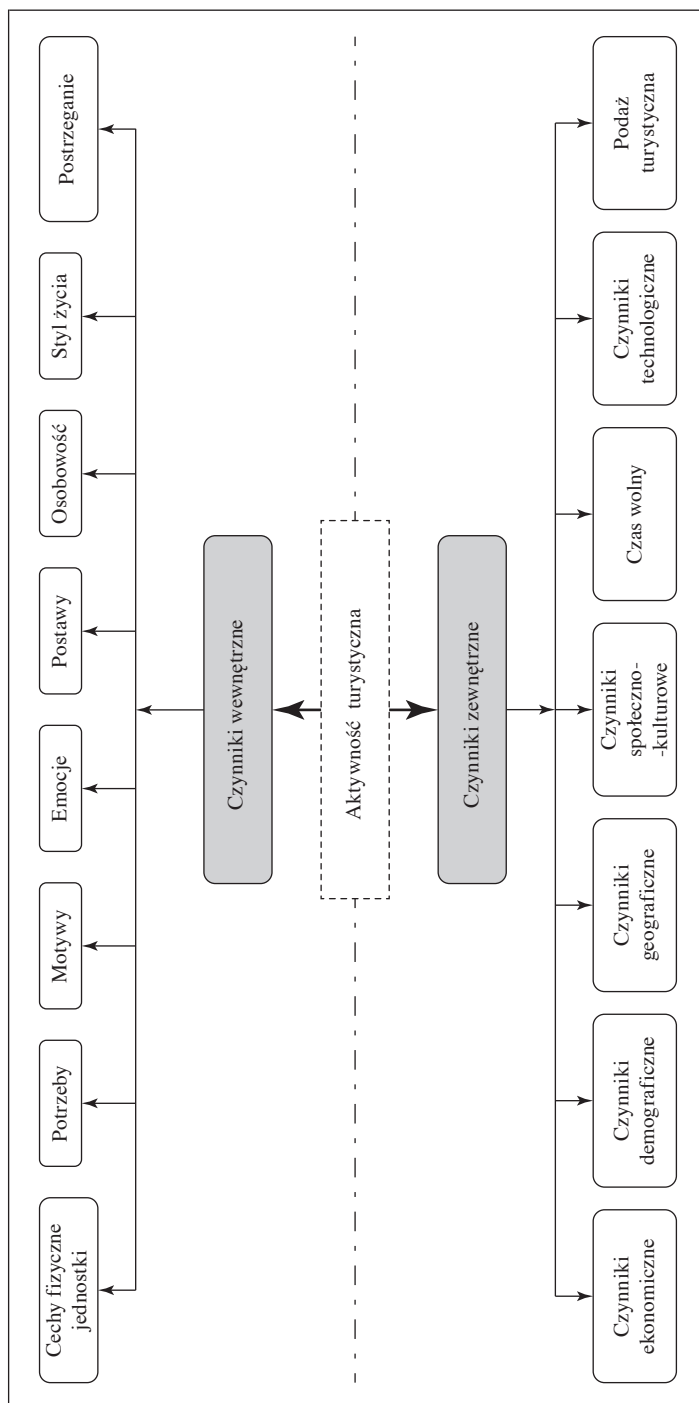 Cechy fizyczne
jednostki
Potrzeby
Motywy
Emocje
Postawy
Osobowość
Styl życia
Postrzeganie
Czynniki wewnętrzne
Aktywność turystyczna
Czynniki zewnętrzne
Czynniki
ekonomiczne
Czynniki
demograficzne
Czynniki
geograficzne
Czynniki
społeczno-
-kulturowe
Czas wolny
Czynniki
technologiczne
Podaż
turystyczna